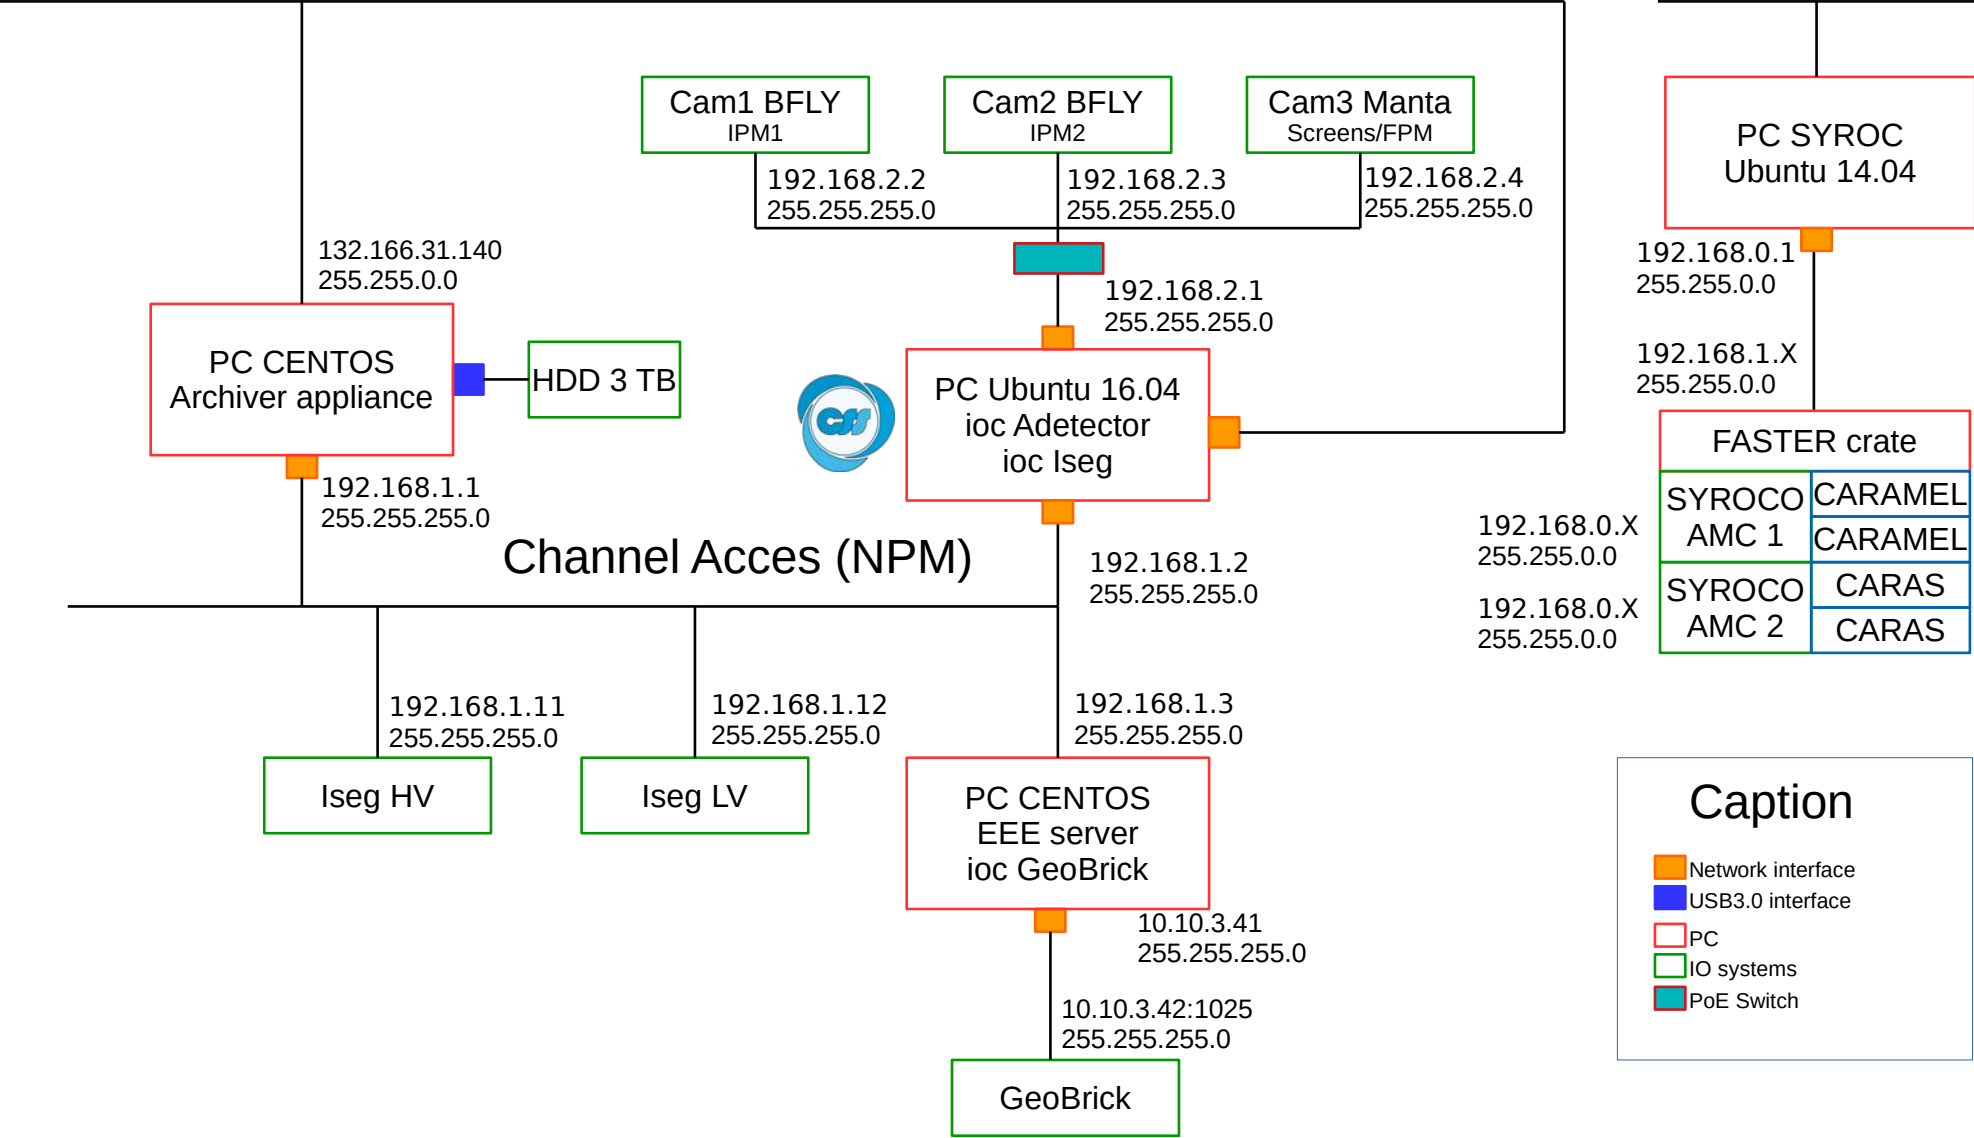 Cam1 BFLY
IPM1
Cam2 BFLY
IPM2
Cam3 Manta
Screens/FPM
PC SYROC
Ubuntu 14.04
192.168.2.2
255.255.255.0
192.168.2.3
255.255.255.0
192.168.2.4
255.255.255.0
132.166.31.140
255.255.0.0
192.168.0.1
255.255.0.0
192.168.2.1
255.255.255.0
PC CENTOS
Archiver appliance
HDD 3 TB
CSS
PC Ubuntu 16.04
ioc Adetector
ioc Iseg
192.168.1.X
255.255.0.0
FASTER crate
SYROCO
AMC 1
CARAMEL
CARAMEL
SYROCO
AMC 2
CARAS
CARAS
192.168.0.X
255.255.0.0
192.168.0.X
255.255.0.0
192.168.1.1
255.255.255.0
Channel Acces (NPM)
192.168.1.2
255.255.255.0
192.168.1.11
255.255.255.0
192.168.1.12
255.255.255.0
192.168.1.3
255.255.255.0
Iseg HV
Iseg LV
PC CENTOS
EEE server
ioc GeoBrick
10.10.3.41
255.255.255.0
10.10.3.42:1025
255.255.255.0
GeoBrick
Caption
Network interface
USB3.0 interface
PC
IO systems
PoE Switch